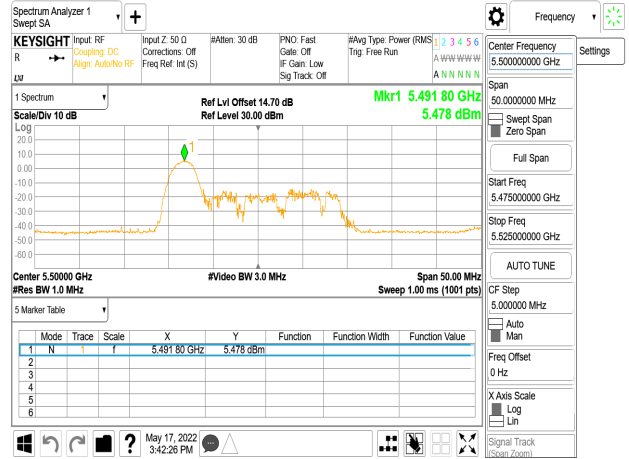 Spectrum Analyzer 1
Swept SA
Frequency
KEYSIGHT
R
Input: RF
Coupling: DC
Align: Auto/No RF
Input Z: 50 Ω
Corrections: Off
Freq Ref: Int (S)
#Atten: 30 dB
PNO: Fast
Gate: Off
IF Gain: Low
Sig Track: Off
#Avg Type: Power (RMS
Trig: Free Run
1 2 3 4 5 6
A W W W W W
A N N N N N
Center Frequency
5.500000000 GHz
Settings
Span
50.0000000 MHz
Swept Span
Zero Span
Full Span
Start Freq
5.475000000 GHz
Stop Freq
5.525000000 GHz
AUTO TUNE
CF Step
5.000000 MHz
Auto
Man
Freq Offset
0 Hz
X Axis Scale
Log
Lin
Signal Track
(Span Zoom)
1 Spectrum
Scale/Div 10 dB
Ref Lvl Offset 14.70 dB
Ref Level 30.00 dBm
Mkr1 5.491 80 GHz
5.478 dBm
Log
20.0
10.0
0.00
-10.0
-20.0
-30.0
-40.0
-50.0
-60.0
1
Center 5.50000 GHz
#Res BW 1.0 MHz
#Video BW 3.0 MHz
Span 50.00 MHz
Sweep 1.00 ms (1001 pts)
5 Marker Table
Mode Trace Scale X Y Function Function Width Function Value
1 N 1 f 5.491 80 GHz 5.478 dBm
2
3
4
5
6
May 17, 2022
3:42:26 PM